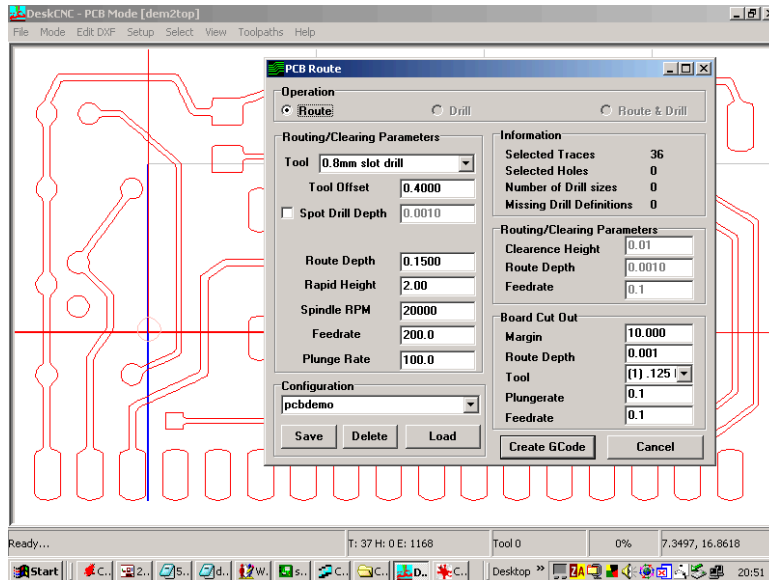 DeskCNC - PCB Mode [dem2top]
File Mode Edit DXF Setup Select View Toolpaths Help
PCB Route
Operation
Route Drill Route & Drill
Routing/Clearing Parameters
Tool 0.8mm slot drill
Tool Offset 0.4000
Spot Drill Depth 0.0010
Route Depth 0.1500
Rapid Height 2.00
Spindle RPM 20000
Feedrate 200.0
Plunge Rate 100.0
Configuration
pcbdemo
Save Delete Load
Information
Selected Traces 36
Selected Holes 0
Number of Drill sizes 0
Missing Drill Definitions 0
Routing/Clearing Parameters
Clearence Height 0.01
Route Depth 0.0010
Feedrate 0.1
Board Cut Out
Margin 10.000
Route Depth 0.001
Tool (1) .125
Plungerate 0.1
Feedrate 0.1
Create GCode Cancel
Ready... T: 37 H: 0 E: 1168 Tool 0 0% 7.3497, 16.8618
Start C.. 2.. 5.. d.. W.. s.. C.. C.. D.. C.. Desktop » ZA 20:51